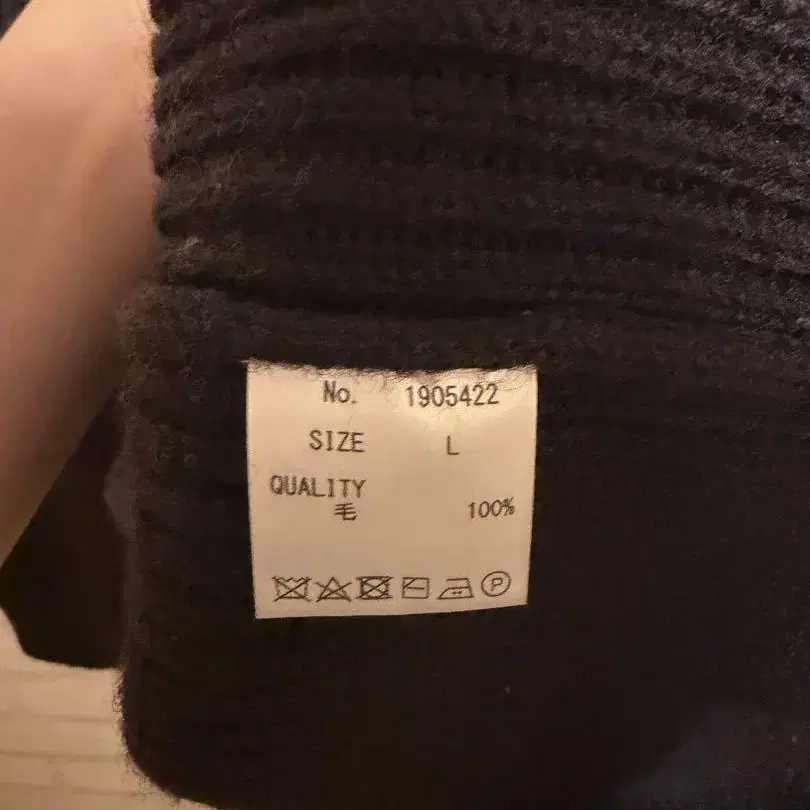 No. 1905422
SIZE L
QUALITY
毛 100%
P